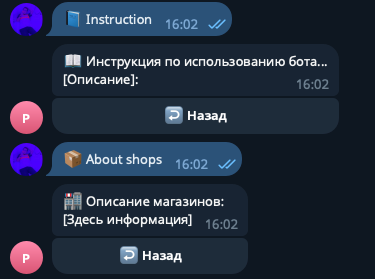 📘 Instruction 16:02
📖 Инструкция по использованию бота...
[Описание]: 16:02
P
↩️ Назад
📦 About shops 16:02
🏬 Описание магазинов:
[Здесь информация] 16:02
P
↩️ Назад